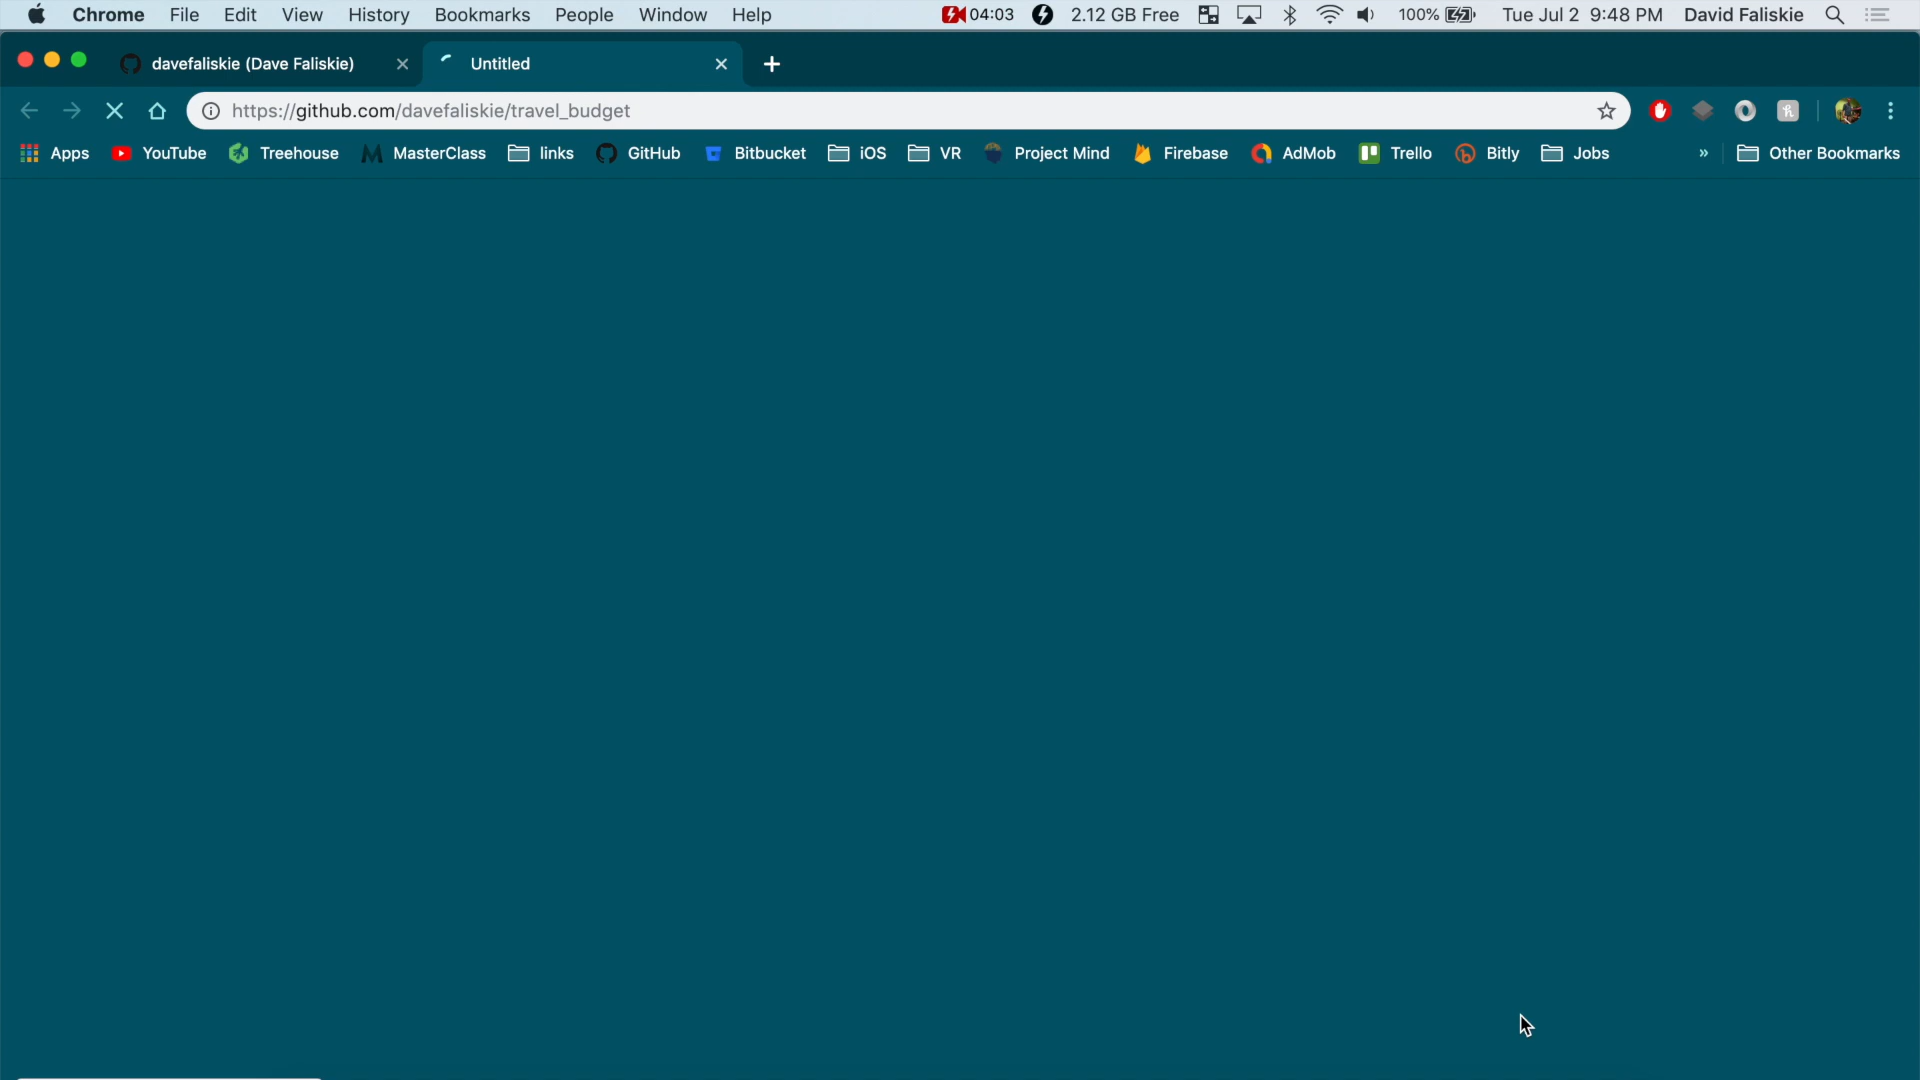 Chrome File Edit View History Bookmarks People Window Help 04:03 2.12 GB Free 100% Tue Jul 2 9:48 PM David Faliskie
davefaliskie (Dave Faliskie) Untitled
https://github.com/davefaliskie/travel_budget
Apps YouTube Treehouse MasterClass links GitHub Bitbucket iOS VR Project Mind Firebase AdMob Trello Bitly Jobs » Other Bookmarks